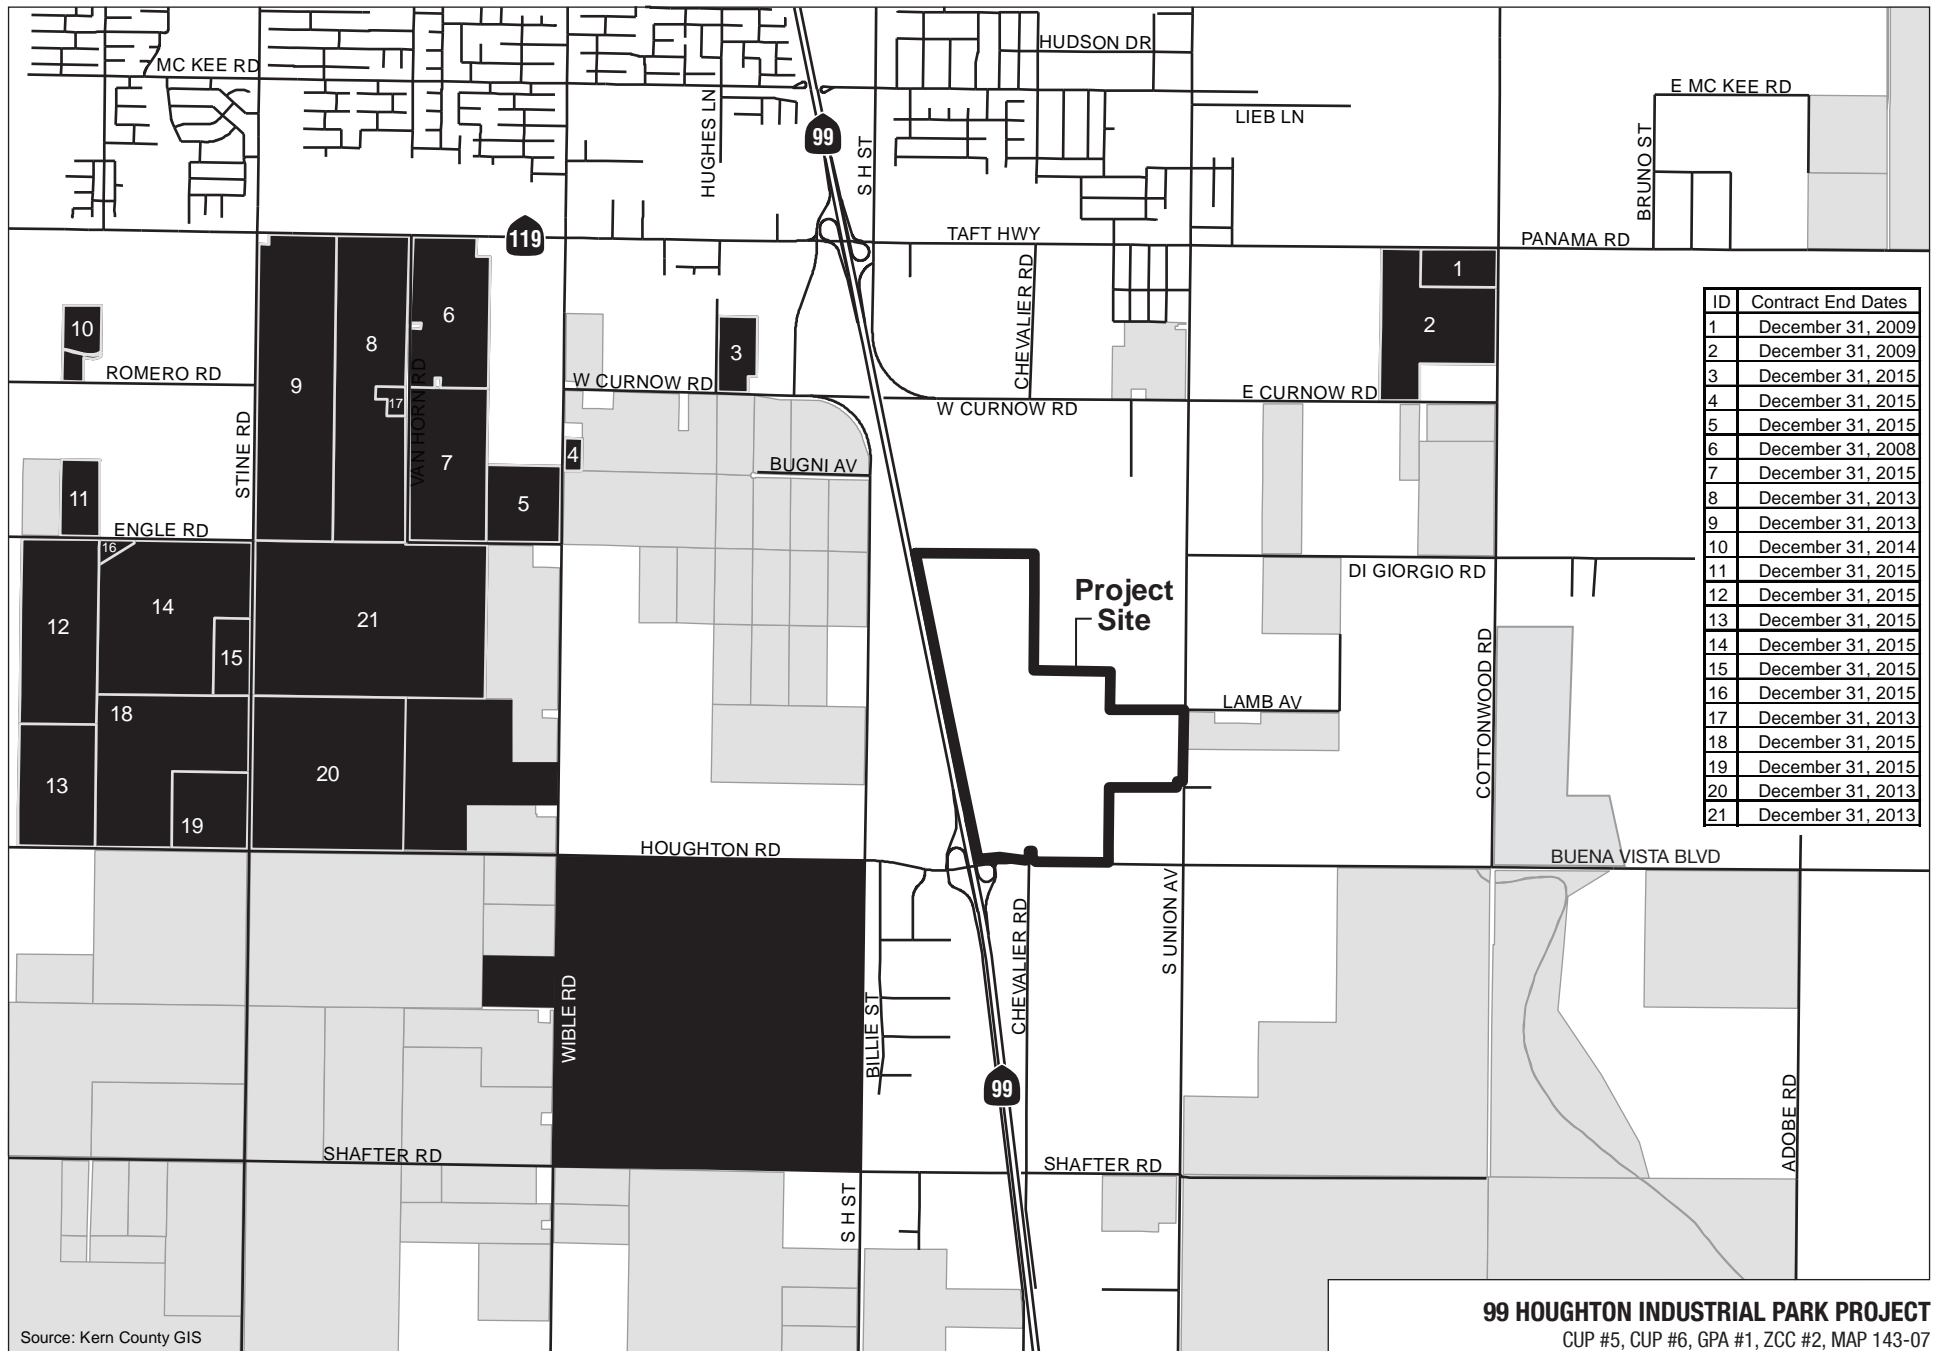 HUDSON DR
MC KEE RD
E MC KEE RD
LIEB LN
HUGHES LN
99
S H ST
BRUNO ST
119
TAFT HWY
PANAMA RD
1
2
10
6
8
3
9
17
ROMERO RD
VAN HORN RD
W CURNOW RD
CHEVALIER RD
W CURNOW RD
E CURNOW RD
STINE RD
7
4
BUGNI AV
11
5
ENGLE RD
16
DI GIORGIO RD
14
12
21
15
Project
Site
COTTONWOOD RD
18
LAMB AV
13
20
19
HOUGHTON RD
BUENA VISTA BLVD
CHEVALIER RD
S UNION AV
WIBLE RD
BILLIE ST
99
ADOBE RD
SHAFTER RD
SHAFTER RD
S H ST
ID Contract End Dates
1 December 31, 2009
2 December 31, 2009
3 December 31, 2015
4 December 31, 2015
5 December 31, 2015
6 December 31, 2008
7 December 31, 2015
8 December 31, 2013
9 December 31, 2013
10 December 31, 2014
11 December 31, 2015
12 December 31, 2015
13 December 31, 2015
14 December 31, 2015
15 December 31, 2015
16 December 31, 2015
17 December 31, 2013
18 December 31, 2015
19 December 31, 2015
20 December 31, 2013
21 December 31, 2013
Source: Kern County GIS
99 HOUGHTON INDUSTRIAL PARK PROJECT
CUP #5, CUP #6, GPA #1, ZCC #2, MAP 143-07